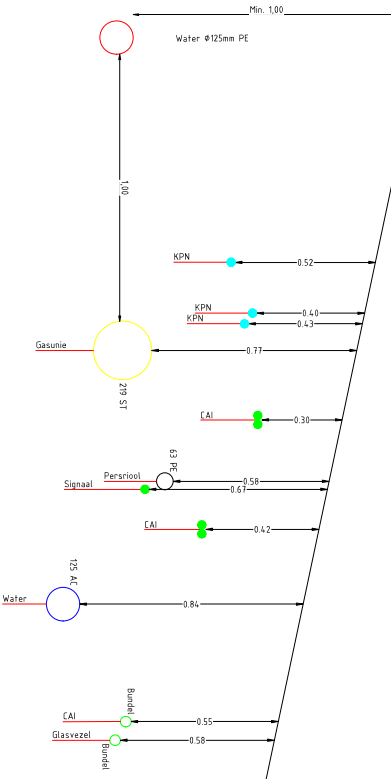 Min. 1,00
Water Φ125mm PE
1,00
KPN
0.52
KPN
0.40
KPN
0.43
Gasunie
0.77
219 ST
CAI
0.30
63 PE
Persriool
0.58
Signaal
0.67
CAI
0.42
125 AC
Water
0.84
Bundel
CAI
0.55
Glasvezel
0.58
Bundel